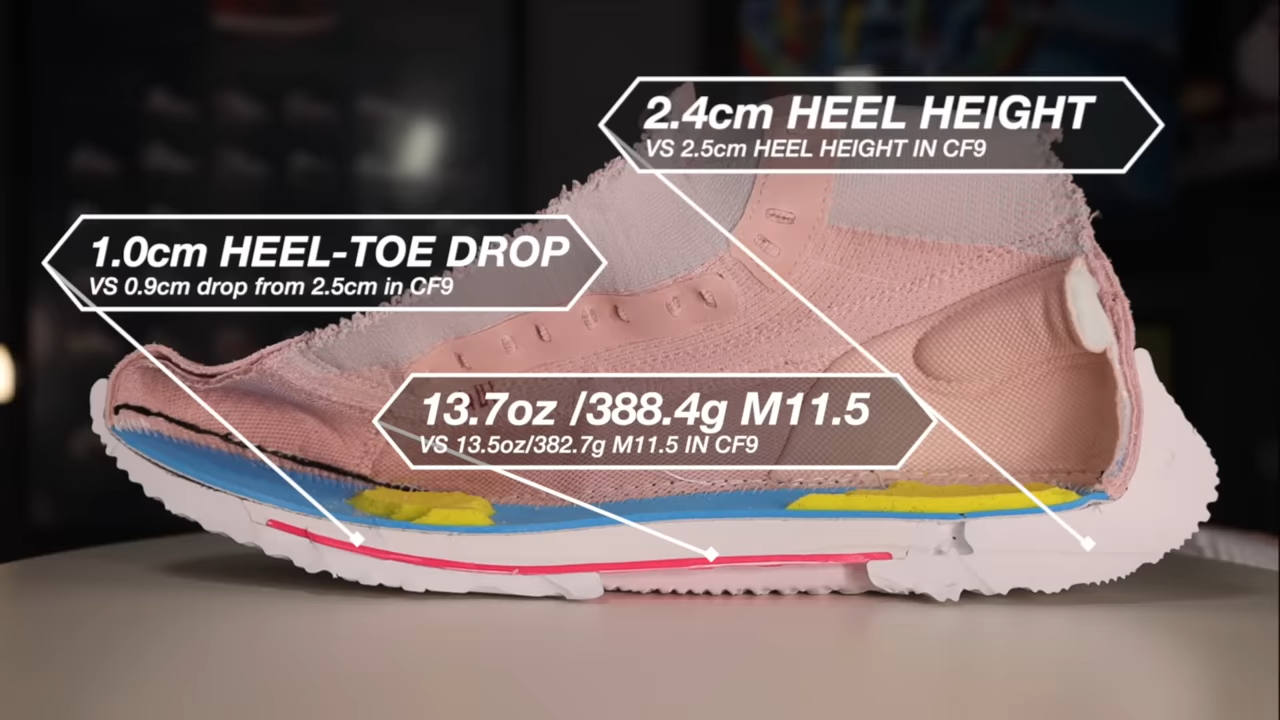 2.4cm HEEL HEIGHT
VS 2.5cm HEEL HEIGHT IN CF9
1.0cm HEEL-TOE DROP
VS 0.9cm drop from 2.5cm in CF9
13.7oz /388.4g M11.5
VS 13.5oz/382.7g M11.5 IN CF9